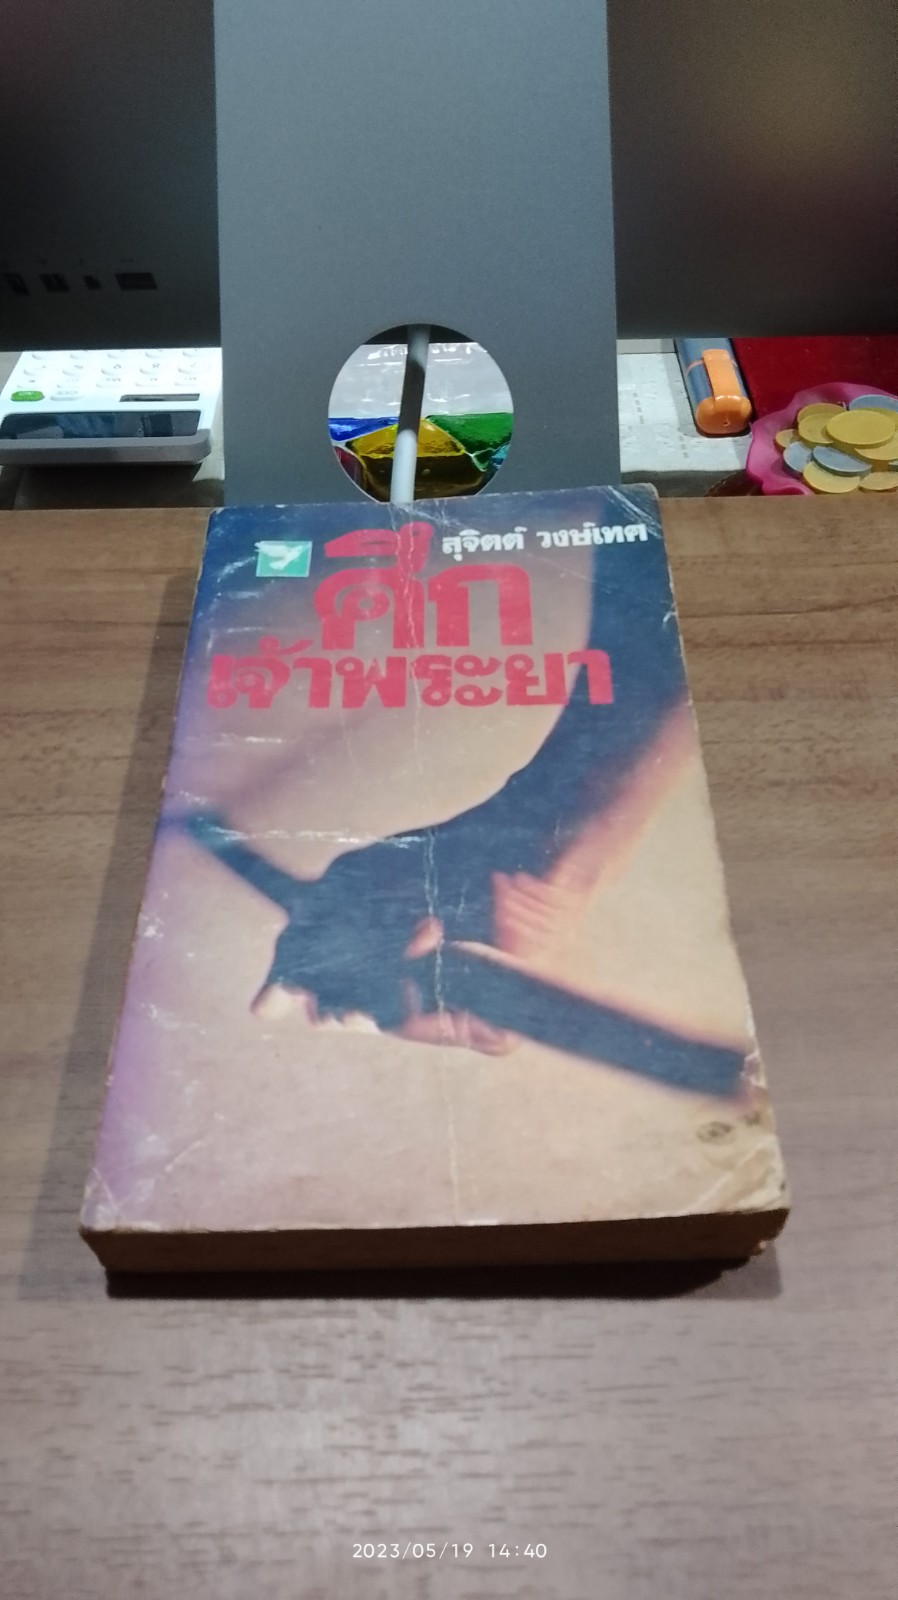 สุจิตต์ วงษ์เทศ
ศึก
เจ้าพระยา
2023/05/19 14:40